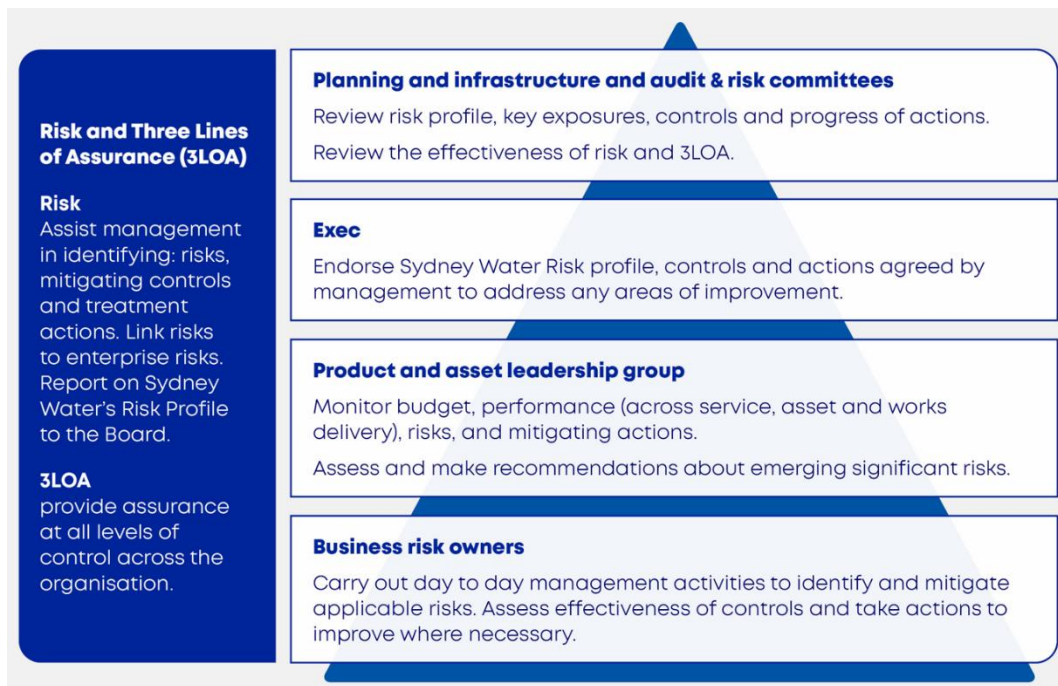 Risk and Three Lines
of Assurance (3LOA)
Risk
Assist management
in identifying: risks,
mitigating controls
and treatment
actions. Link risks
to enterprise risks.
Report on Sydney
Water's Risk Profile
to the Board.
3LOA
provide assurance
at all levels of
control across the
organisation.
Planning and infrastructure and audit & risk committees
Review risk profile, key exposures, controls and progress of actions.
Review the effectiveness of risk and 3LOA.
Exec
Endorse Sydney Water Risk profile, controls and actions agreed by
management to address any areas of improvement.
Product and asset leadership group
Monitor budget, performance (across service, asset and works
delivery), risks, and mitigating actions.
Assess and make recommendations about emerging significant risks.
Business risk owners
Carry out day to day management activities to identify and mitigate
applicable risks. Assess effectiveness of controls and take actions to
improve where necessary.